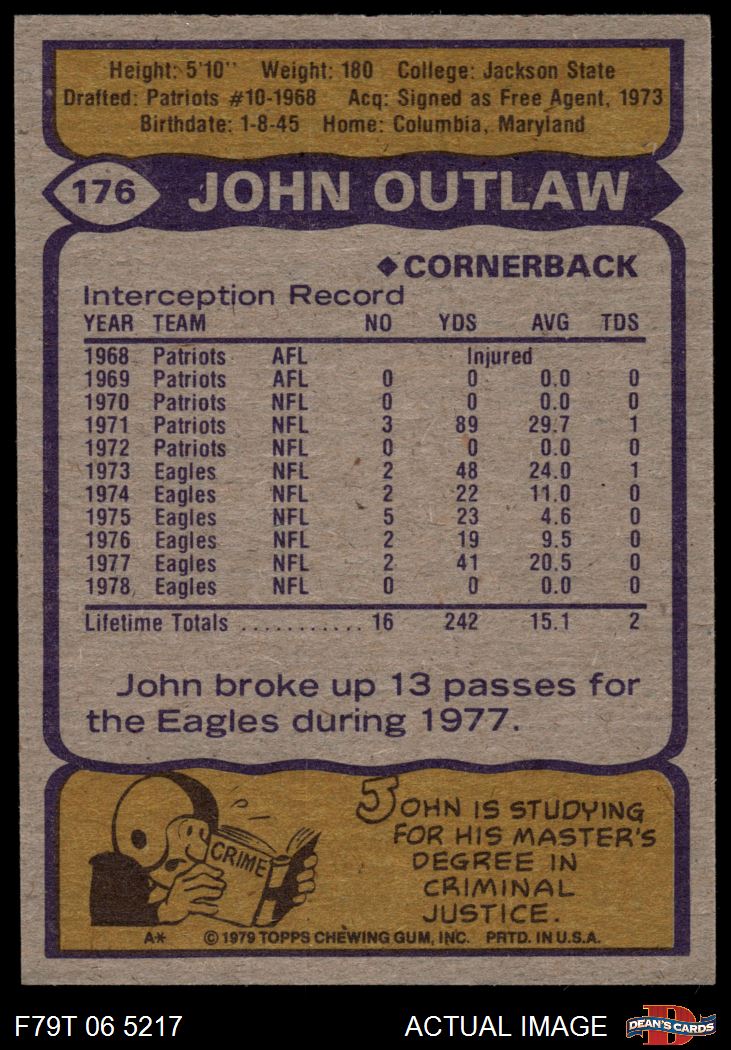 Height: 5'10'' Weight: 180 College: Jackson State
Drafted: Patriots #10-1968 Acq: Signed as Free Agent, 1973
Birthdate: 1-8-45 Home: Columbia, Maryland
176 JOHN OUTLAW
◆CORNERBACK
Interception Record
YEAR TEAM NO YDS AVG TDS
1968 Patriots AFL Injured
1969 Patriots AFL 0 0 0.0 0
1970 Patriots NFL 0 0 0.0 0
1971 Patriots NFL 3 89 29.7 1
1972 Patriots NFL 0 0 0.0 0
1973 Eagles NFL 2 48 24.0 1
1974 Eagles NFL 2 22 11.0 0
1975 Eagles NFL 5 23 4.6 0
1976 Eagles NFL 2 19 9.5 0
1977 Eagles NFL 2 41 20.5 0
1978 Eagles NFL 0 0 0.0 0
Lifetime Totals ........... 16 242 15.1 2
John broke up 13 passes for
the Eagles during 1977.
CRIME
JOHN IS STUDYING
FOR HIS MASTER'S
DEGREE IN
CRIMINAL
JUSTICE.
A* © 1979 TOPPS CHEWING GUM, INC. PRTD. IN U.S.A.
F79T 06 5217 ACTUAL IMAGE D DEAN'S CARDS